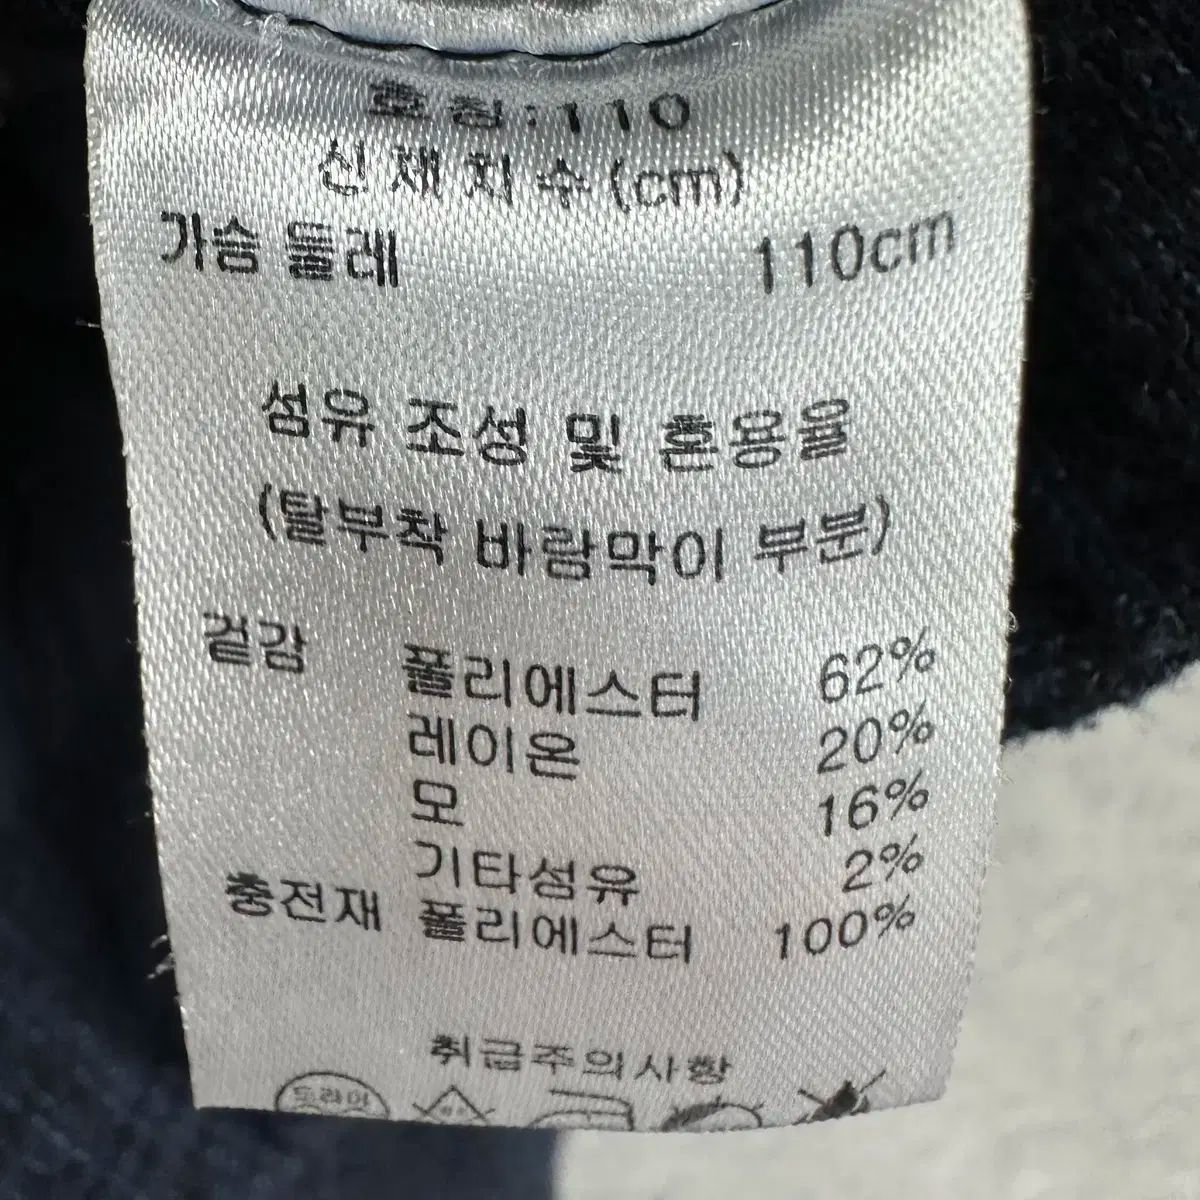 호칭:110
신체치수(cm)
가슴 둘레 110cm
섬유 조성 및 혼용율
(탈부착 바람막이 부분)
겉감 폴리에스터 62%
레이온 20%
모 16%
기타섬유 2%
충전재 폴리에스터 100%
취급주의사항
드라이